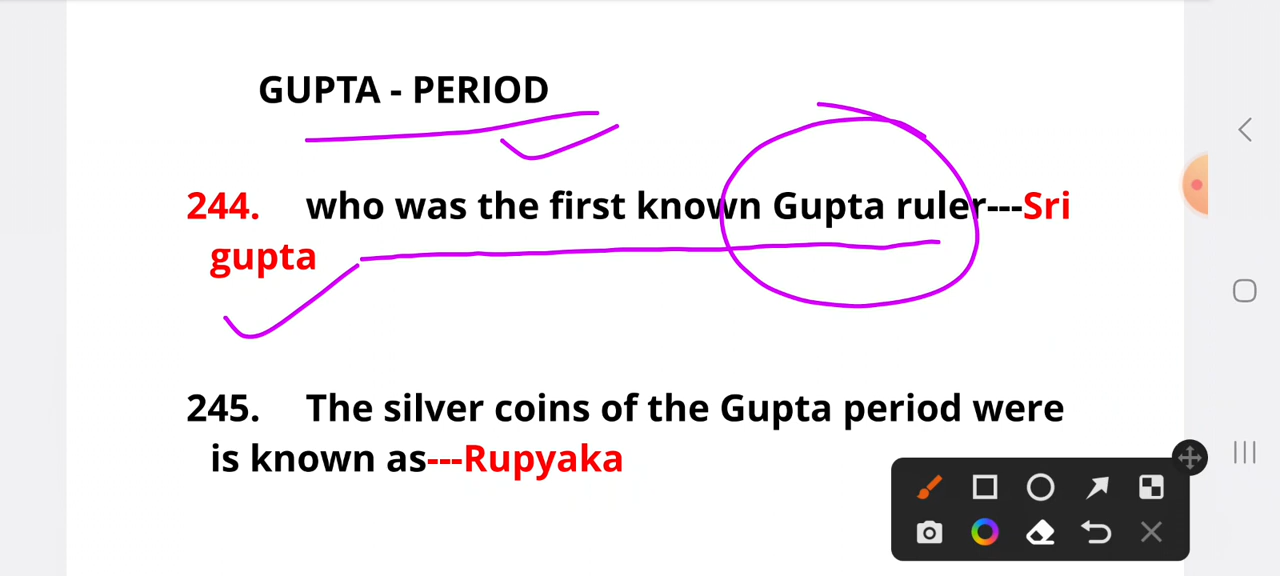 GUPTA - PERIOD
244. who was the first known Gupta ruler---Sri
gupta
245. The silver coins of the Gupta period were
is known as---Rupyaka